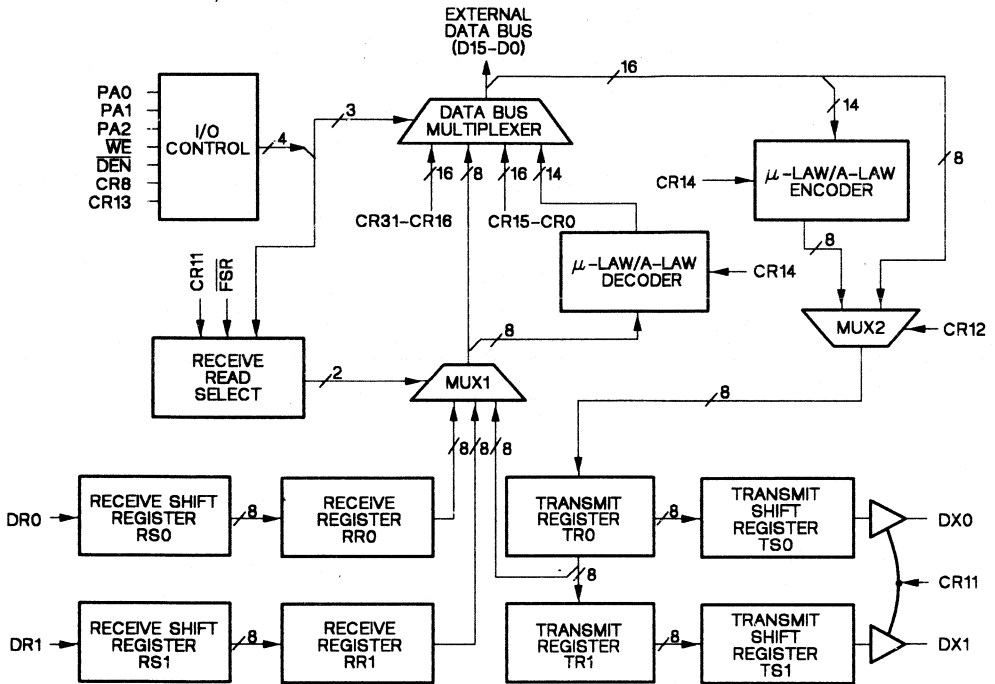 EXTERNAL
DATA BUS
(D15-D0)
16
PA0
PA1
PA2
WE
DEN
CR8
CR13
I/O
CONTROL
4
3
DATA BUS
MULTIPLEXER
14
8
16
8
16
14
CR31-CR16
CR15-CR0
CR14
μ-LAW/A-LAW
ENCODER
8
μ-LAW/A-LAW
DECODER
CR14
CR11
FSR
8
MUX2
CR12
RECEIVE
READ
SELECT
2
MUX1
8
8
8
8
DR0
RECEIVE SHIFT
REGISTER
RS0
8
RECEIVE
REGISTER
RR0
TRANSMIT
REGISTER
TR0
8
TRANSMIT
SHIFT
REGISTER
TS0
DX0
8
CR11
DR1
RECEIVE SHIFT
REGISTER
RS1
8
RECEIVE
REGISTER
RR1
TRANSMIT
REGISTER
TR1
8
TRANSMIT
SHIFT
REGISTER
TS1
DX1